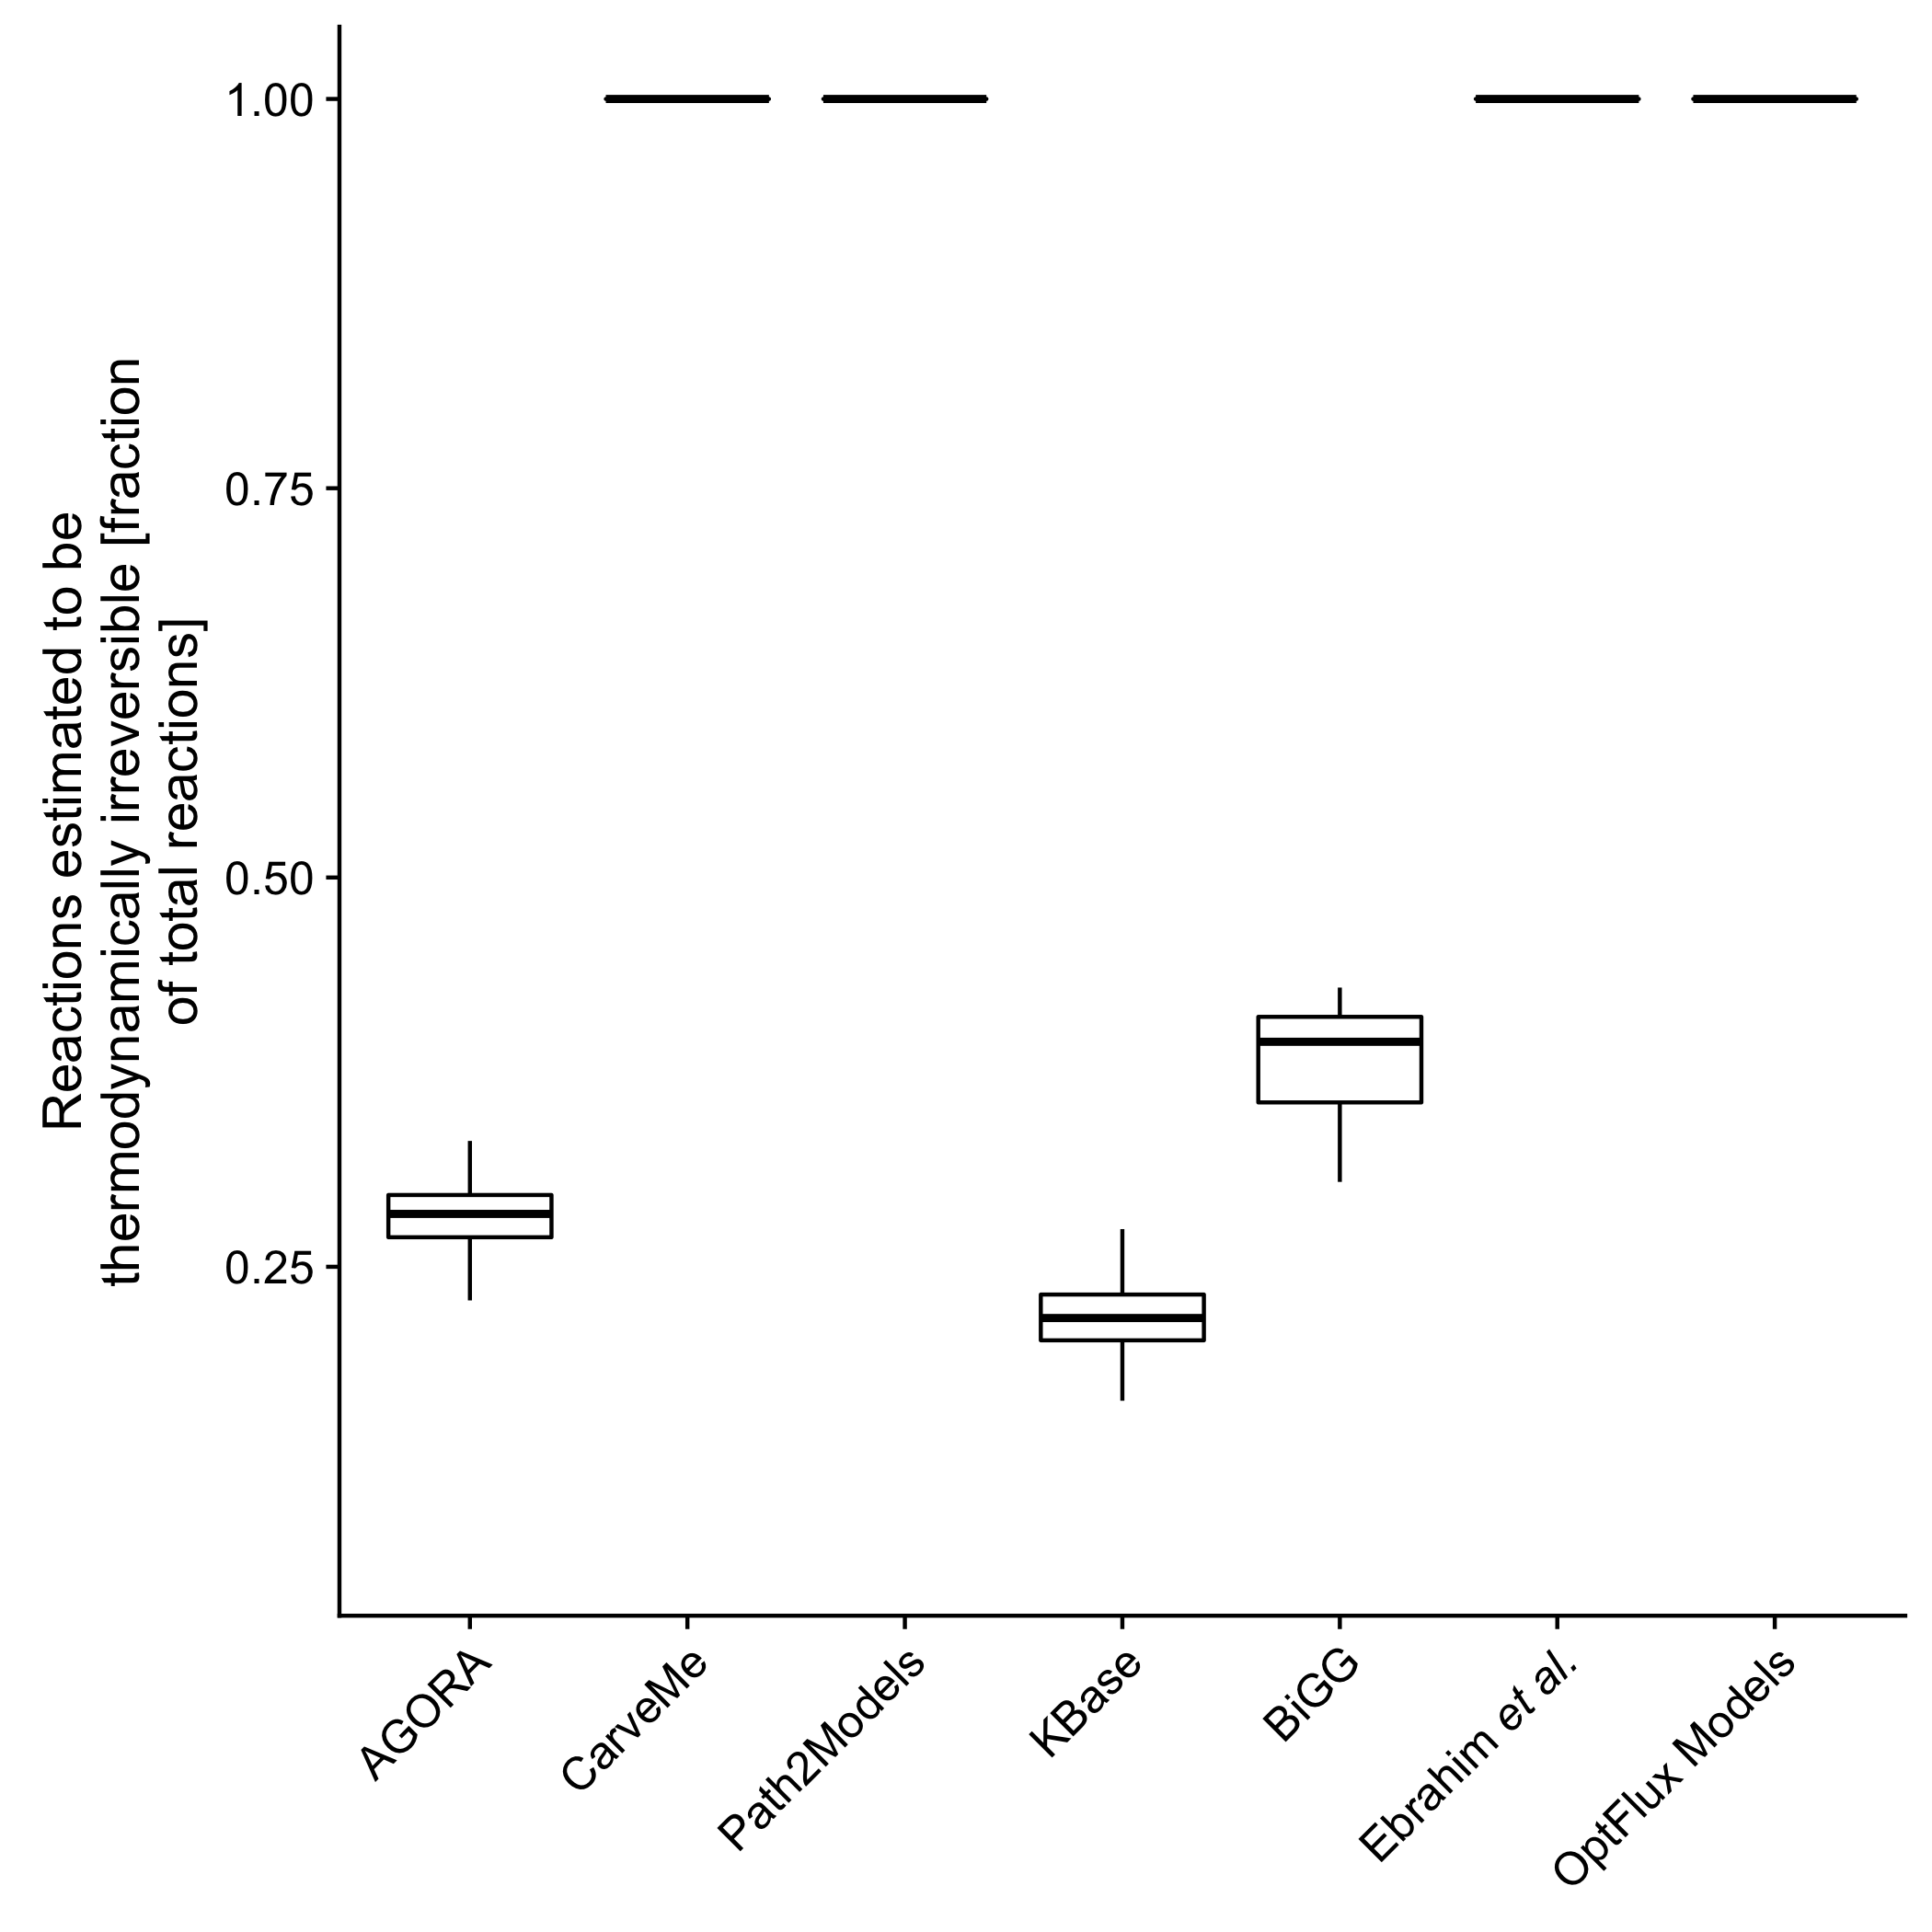 Reactions estimated to be
thermodynamically irreversible [fraction
of total reactions]
1.00
0.75
0.50
0.25
AGORA
CarveMe
Path2Models
KBase
BiGG
Ebrahim et al.
OptFlux Models